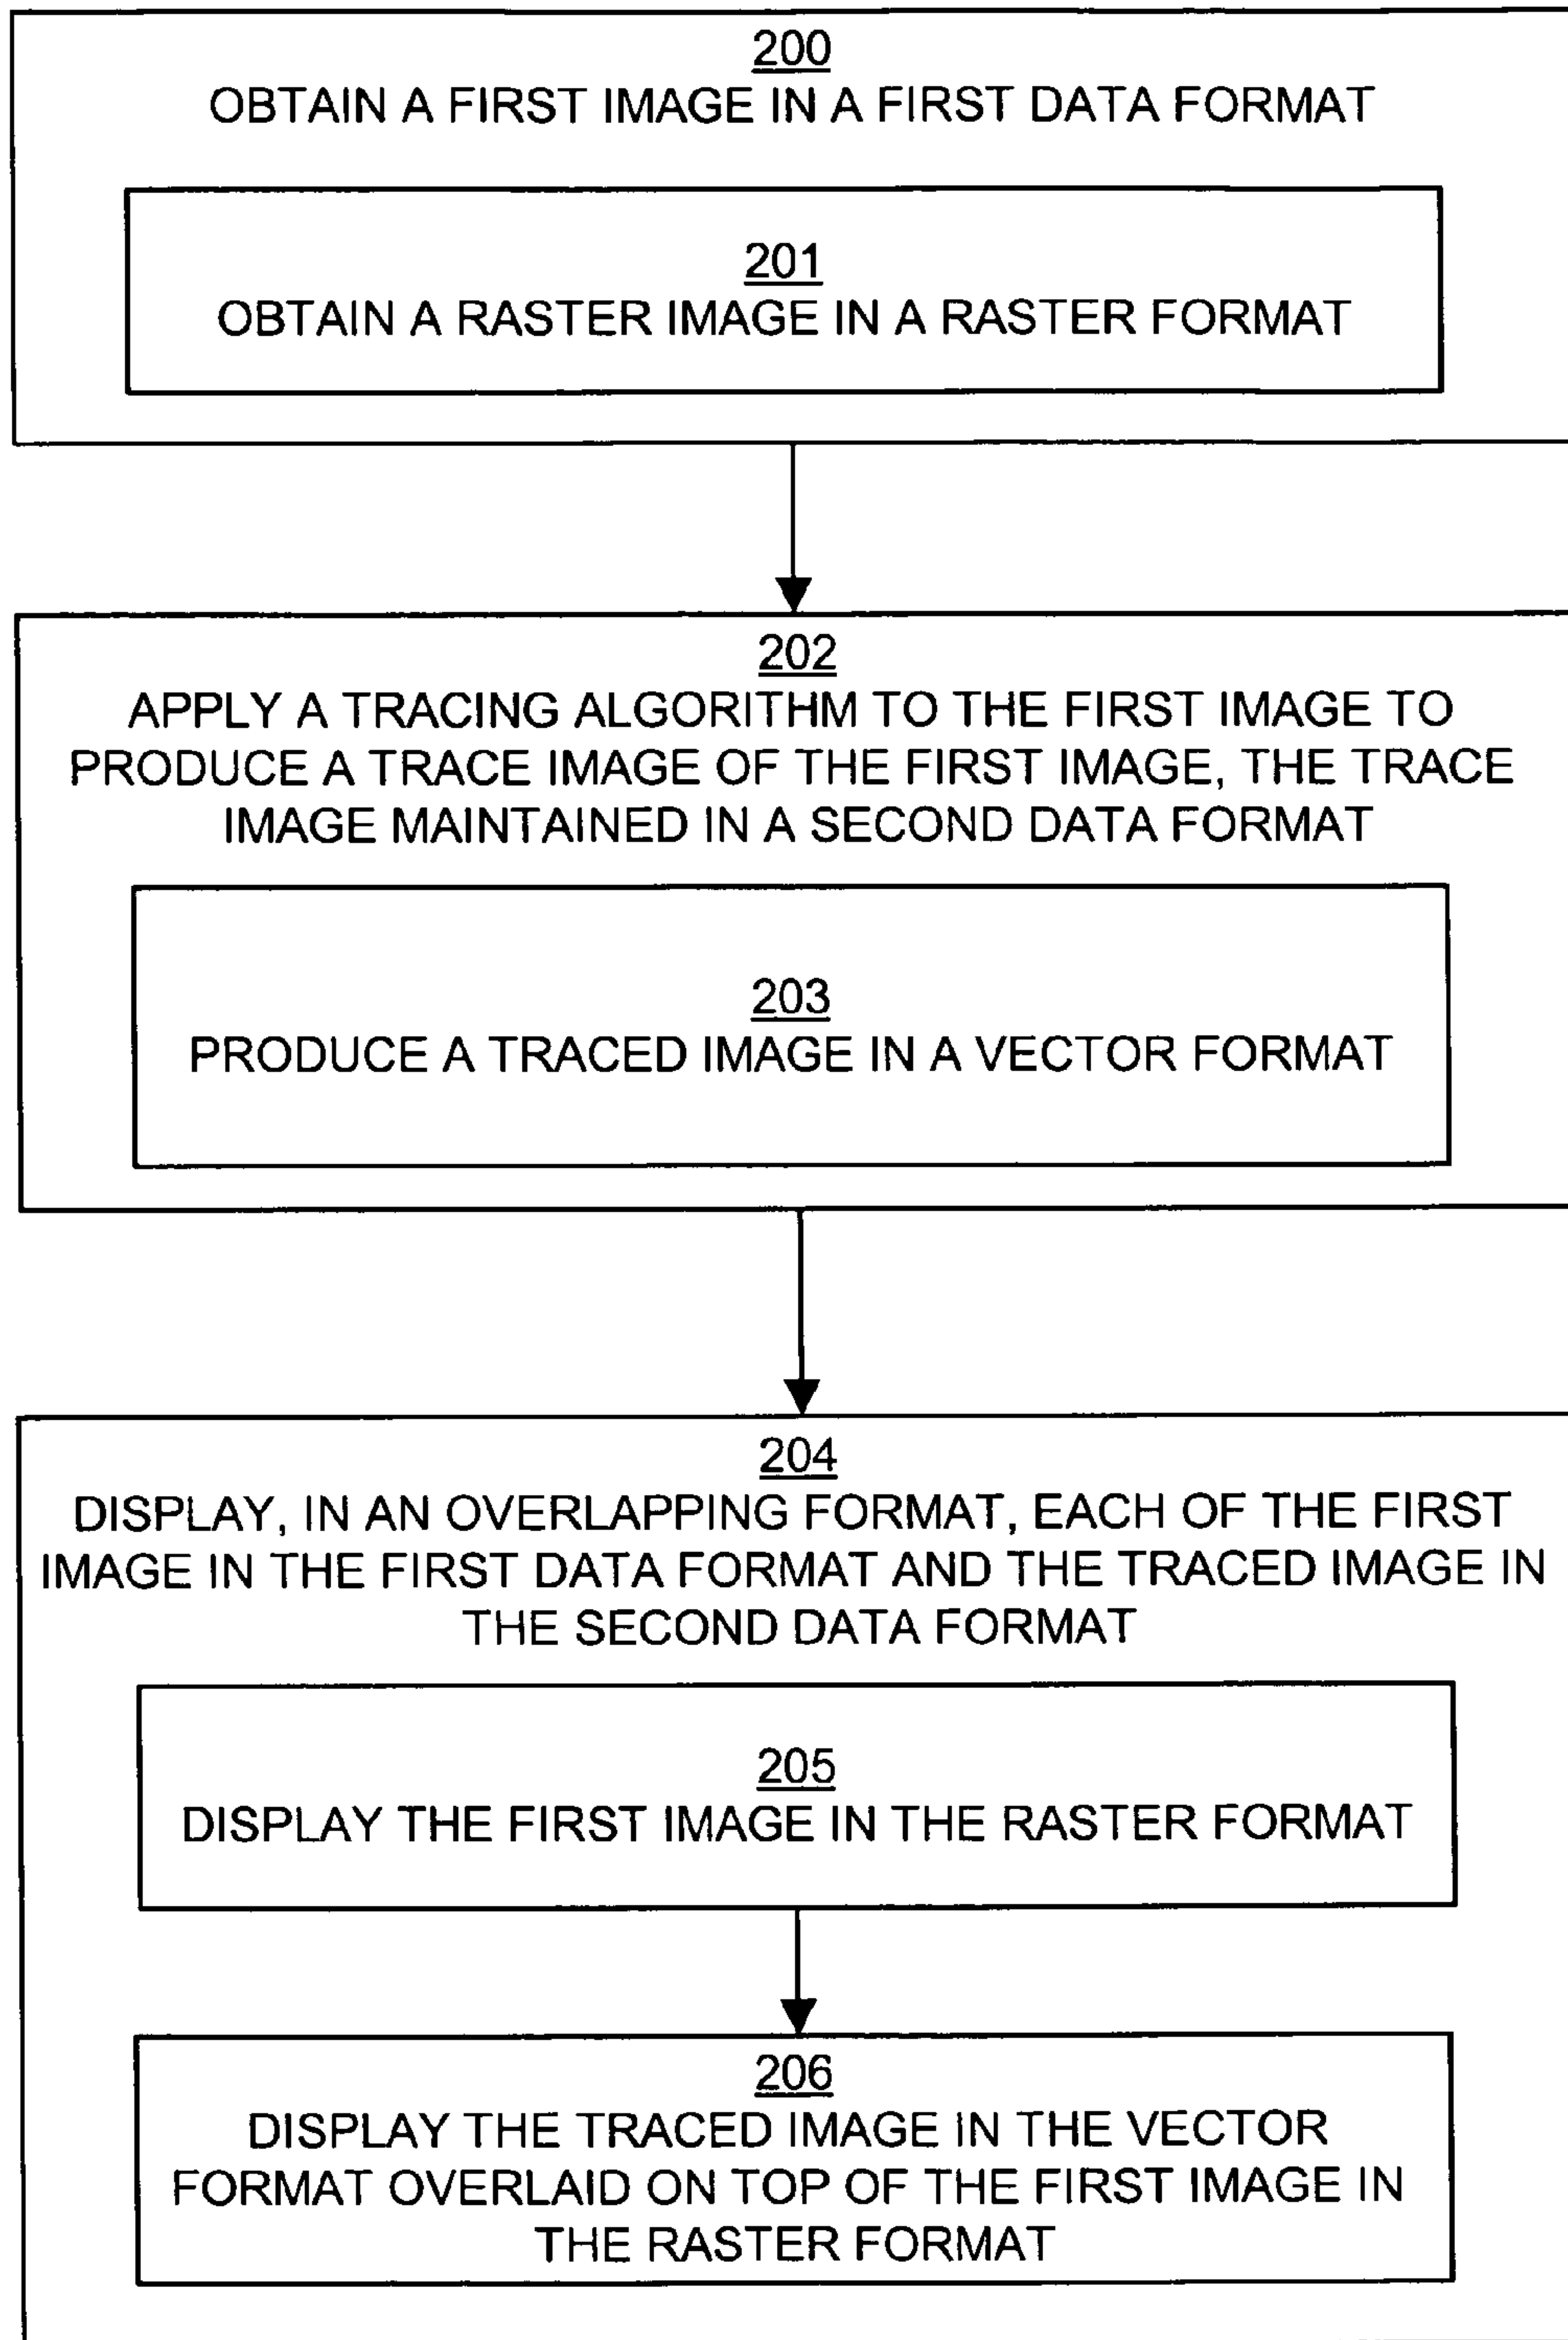 200
OBTAIN A FIRST IMAGE IN A FIRST DATA FORMAT
201
OBTAIN A RASTER IMAGE IN A RASTER FORMAT
202
APPLY A TRACING ALGORITHM TO THE FIRST IMAGE TO
PRODUCE A TRACE IMAGE OF THE FIRST IMAGE, THE TRACE
IMAGE MAINTAINED IN A SECOND DATA FORMAT
203
PRODUCE A TRACED IMAGE IN A VECTOR FORMAT
204
DISPLAY, IN AN OVERLAPPING FORMAT, EACH OF THE FIRST
IMAGE IN THE FIRST DATA FORMAT AND THE TRACED IMAGE IN
THE SECOND DATA FORMAT
205
DISPLAY THE FIRST IMAGE IN THE RASTER FORMAT
206
DISPLAY THE TRACED IMAGE IN THE VECTOR
FORMAT OVERLAID ON TOP OF THE FIRST IMAGE IN
THE RASTER FORMAT